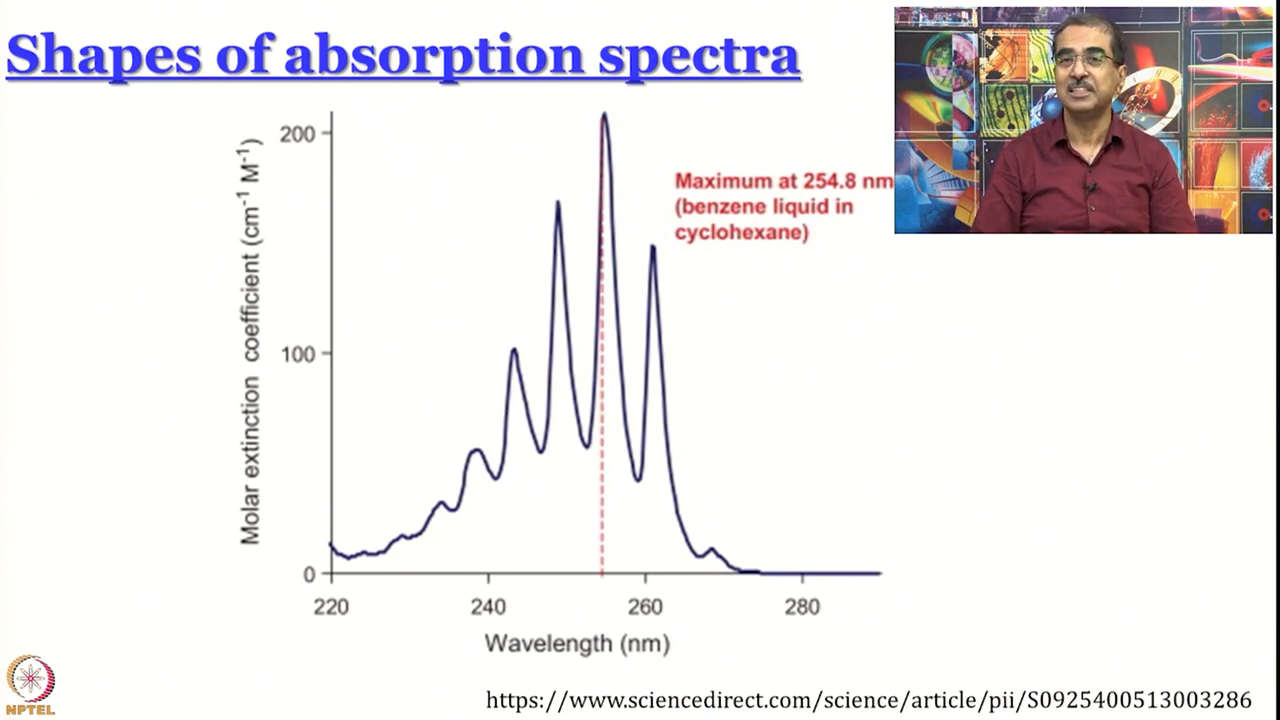 Shapes of absorption spectra
Molar extinction coefficient (cm⁻¹ M⁻¹)
200
100
0
220
240
260
280
Wavelength (nm)
Maximum at 254.8 nm
(benzene liquid in
cyclohexane)
NPTEL
https://www.sciencedirect.com/science/article/pii/S0925400513003286